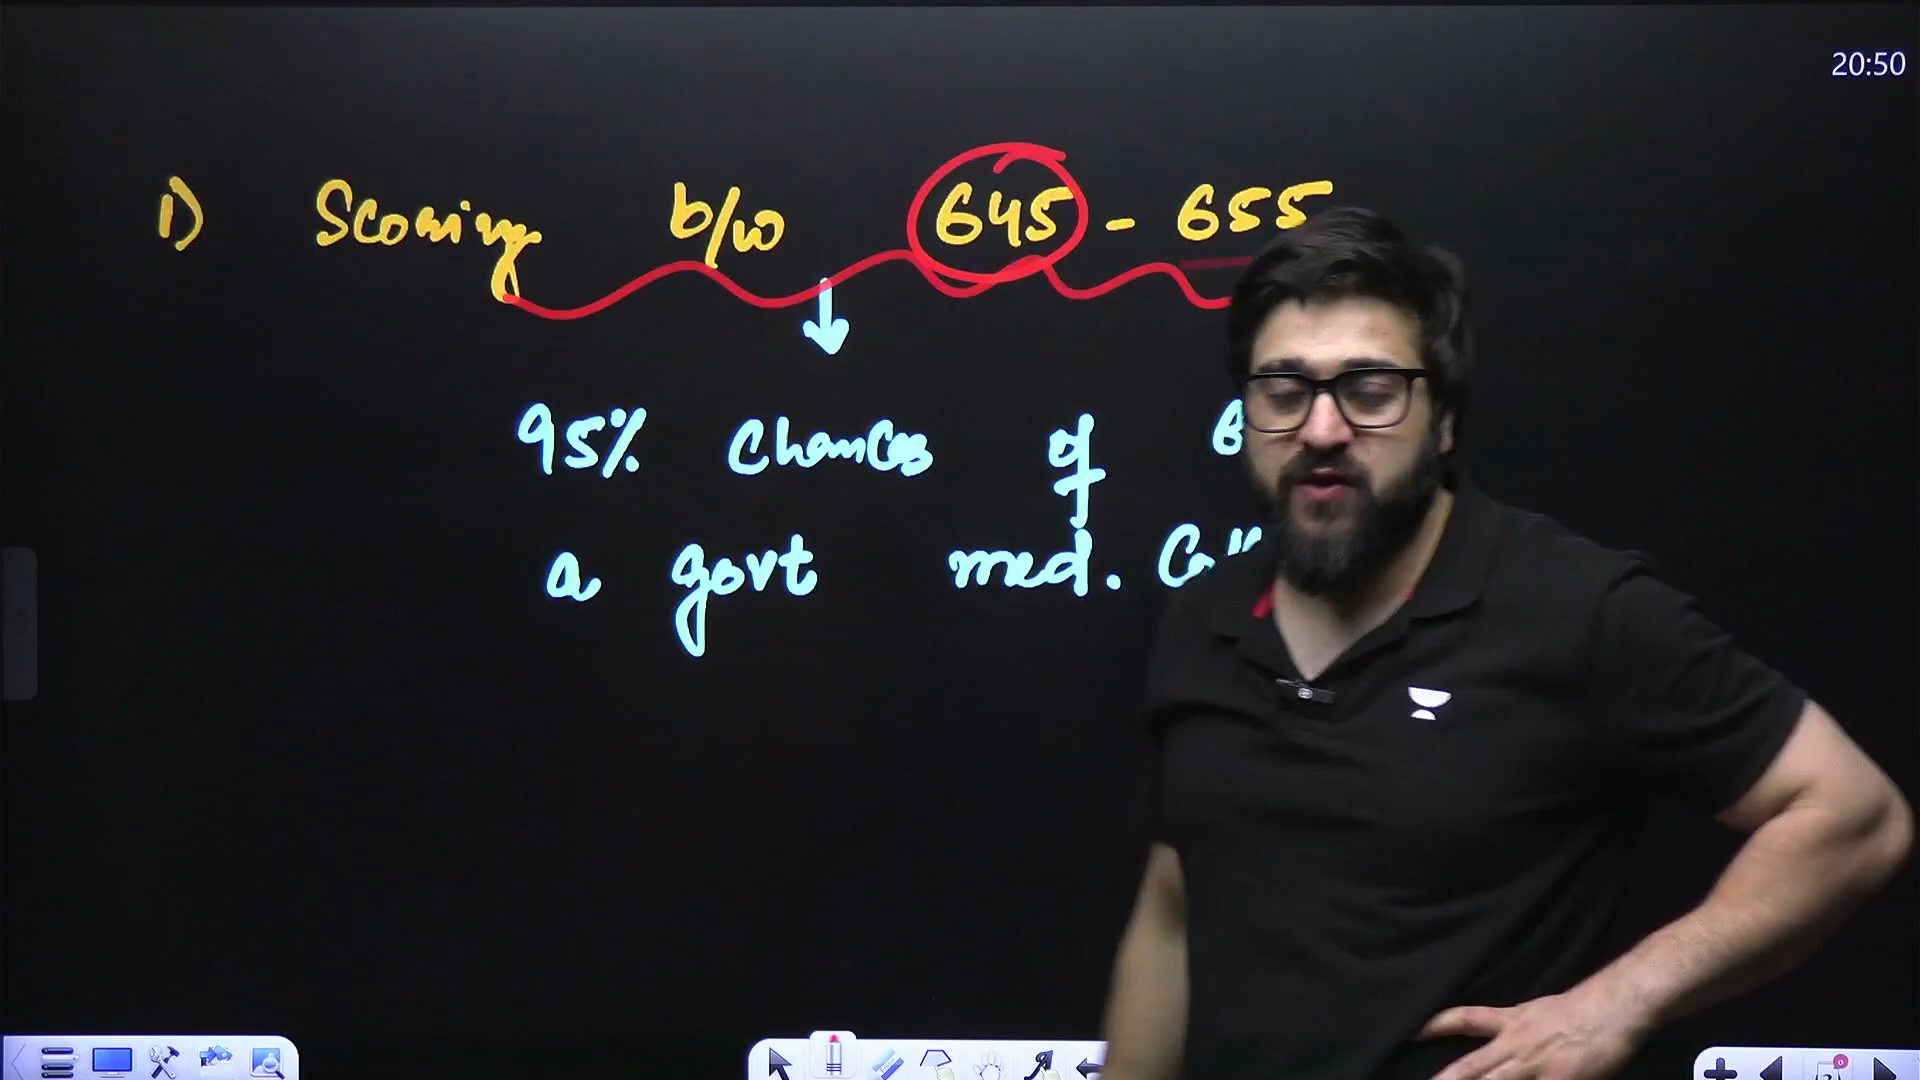 20:50
1) Scoring b/w 645 - 655
95% chances of
a govt med.